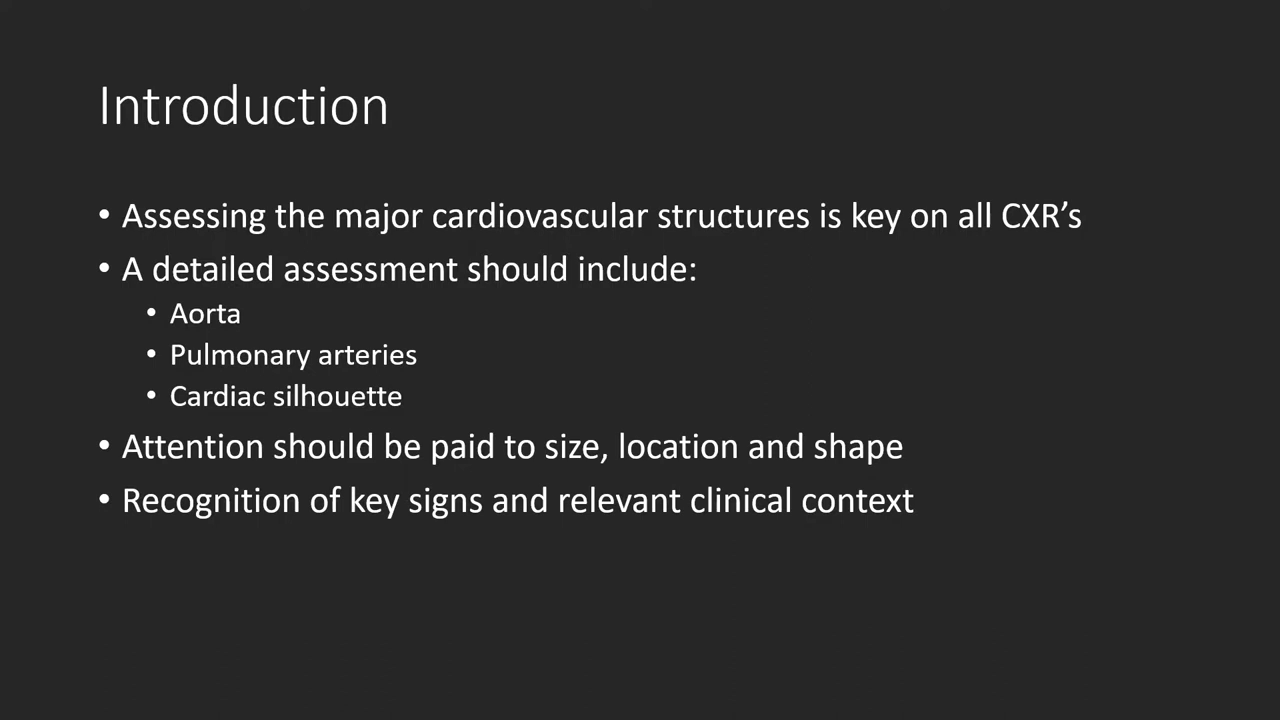 Introduction
• Assessing the major cardiovascular structures is key on all CXR’s
• A detailed assessment should include:
• Aorta
• Pulmonary arteries
• Cardiac silhouette
• Attention should be paid to size, location and shape
• Recognition of key signs and relevant clinical context